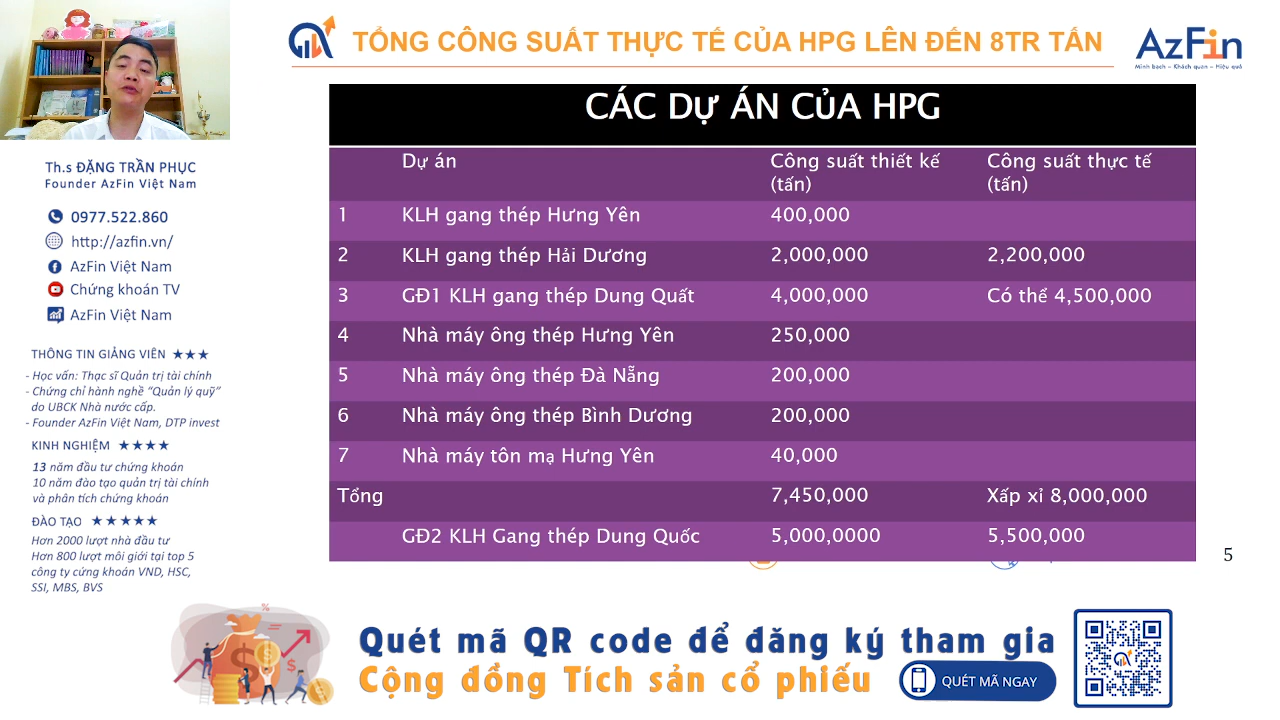 TỔNG CÔNG SUẤT THỰC TẾ CỦA HPG LÊN ĐẾN 8TR TẤN
AzFin
Minh bạch – Khách quan – Hiệu quả
Th.s ĐẶNG TRẦN PHỤC
Founder AzFin Việt Nam
0977.522.860
http://azfin.vn/
AzFin Việt Nam
Chứng khoán TV
AzFin Việt Nam
THÔNG TIN GIẢNG VIÊN ★★★
- Học vấn: Thạc sĩ Quản trị tài chính
- Chứng chỉ hành nghề “Quản lý quỹ”
do UBCK Nhà nước cấp.
- Founder AzFin Việt Nam, DTP invest
KINH NGHIỆM ★★★★
13 năm đầu tư chứng khoán
10 năm đào tạo quản trị tài chính
và phân tích chứng khoán
ĐÀO TẠO ★★★★★
Hơn 2000 lượt nhà đầu tư
Hơn 800 lượt môi giới tại top 5
công ty cứng khoán VND, HSC,
SSI, MBS, BVS
CÁC DỰ ÁN CỦA HPG
Dự án Công suất thiết kế (tấn) Công suất thực tế (tấn)
1 KLH gang thép Hưng Yên 400,000
2 KLH gang thép Hải Dương 2,000,000 2,200,000
3 GĐ1 KLH gang thép Dung Quất 4,000,000 Có thể 4,500,000
4 Nhà máy ông thép Hưng Yên 250,000
5 Nhà máy ông thép Đà Nẵng 200,000
6 Nhà máy ông thép Bình Dương 200,000
7 Nhà máy tôn mạ Hưng Yên 40,000
Tổng 7,450,000 Xấp xỉ 8,000,000
GĐ2 KLH Gang thép Dung Quốc 5,000,0000 5,500,000
5
Quét mã QR code để đăng ký tham gia
Cộng đồng Tích sản cổ phiếu
QUÉT MÃ NGAY